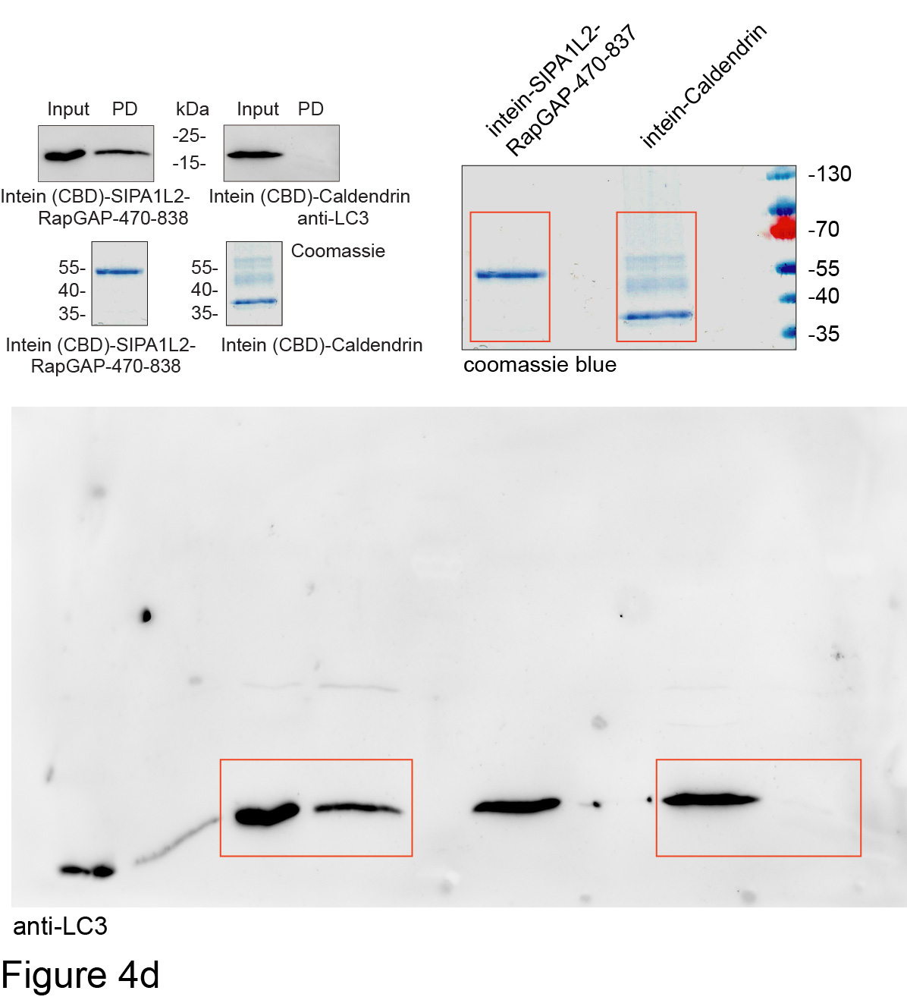 Input PD kDa Input PD
-25-
-15-
Intein (CBD)-SIPA1L2-
RapGAP-470-838
Intein (CBD)-Caldendrin
anti-LC3
Coomassie
55-
40-
35-
55-
40-
35-
Intein (CBD)-SIPA1L2-
RapGAP-470-838
Intein (CBD)-Caldendrin
intein-SIPA1L2-
RapGAP-470-837
intein-Caldendrin
-130
-70
-55
-40
-35
coomassie blue
anti-LC3
Figure 4d